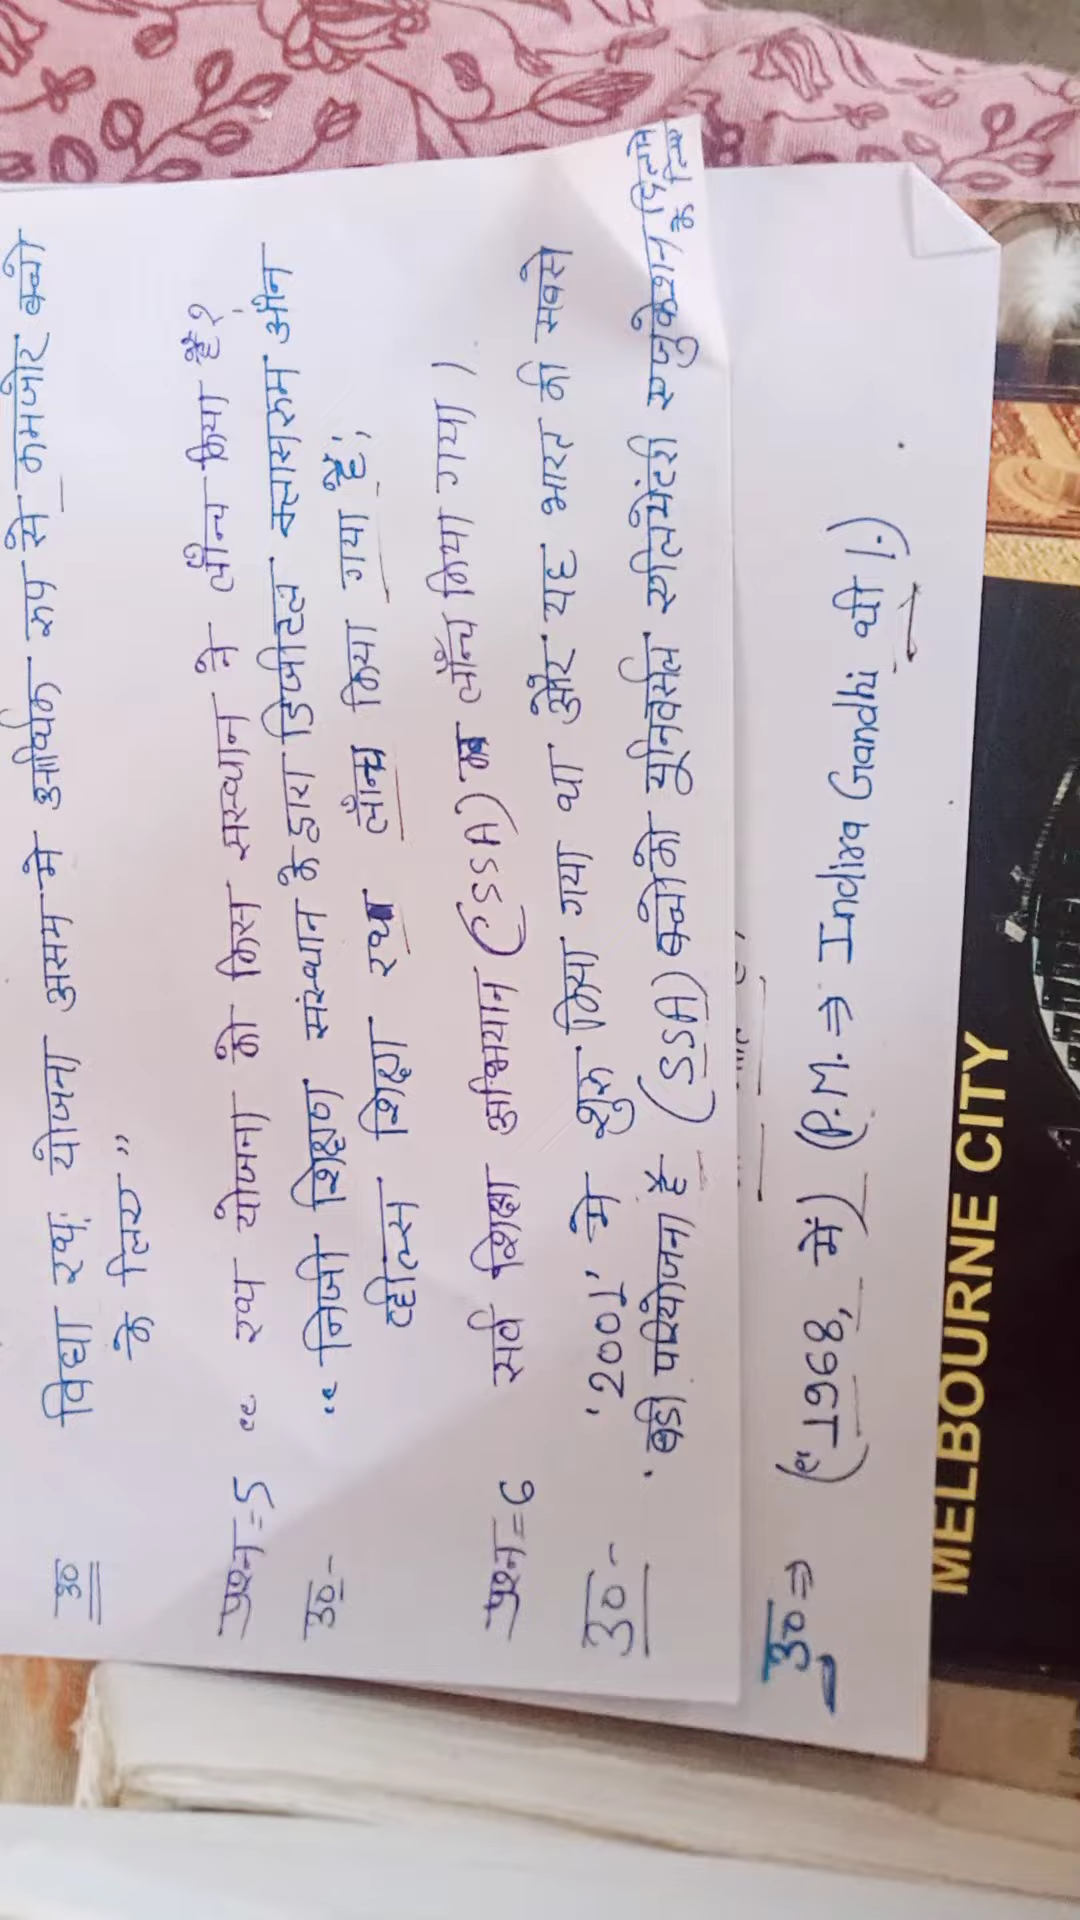 उ०
विद्या रथः योजना असम मे आर्थिक रूप से कमजोर बच्चो
के लिए"
प्रश्न=5 "रथ योजना को किस संस्थान ने लॉन्च किया है?
उ०- "निजी शिक्षण संस्थान के द्वारा डिजीटल क्लासरूम ऑन
व्हील्स शिक्षा रथ लॉन्च किया गया है।
प्रश्न=6 सर्व शिक्षा अभियान (SSA) लॉन्च किया गया)
उ०- '2001' मे शुरू किया गया था और यह भारत की सबसे
बडी परियोजना है (SSA) बच्चोको यूनिवर्सल एलिमेंटरी एजुकेशन दिलाने
के लिए
उ०⇒ ("1968, में) (P.M. ⇒ Indira Gandhi थी।)
MELBOURNE CITY